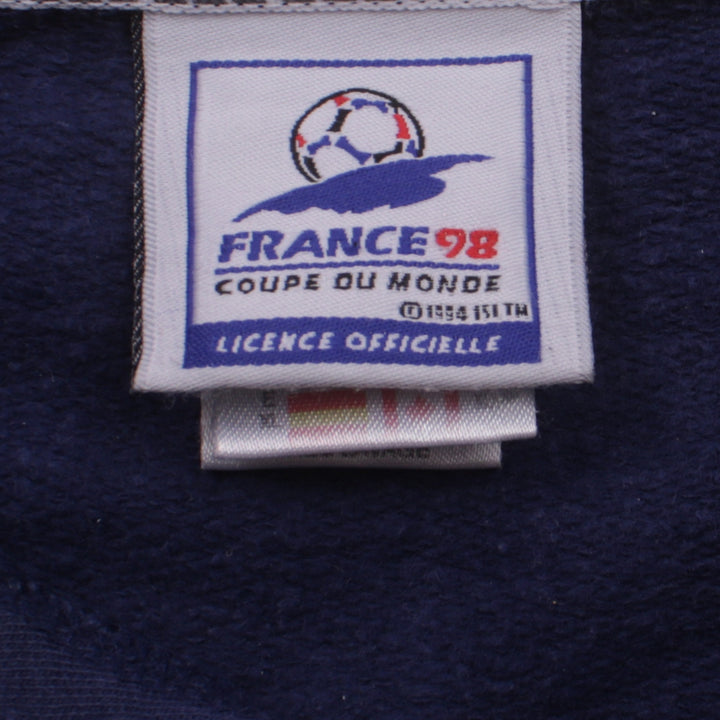 FRANCE 98
COUPE DU MONDE
© 1994 ISL TM
LICENCE OFFICIELLE